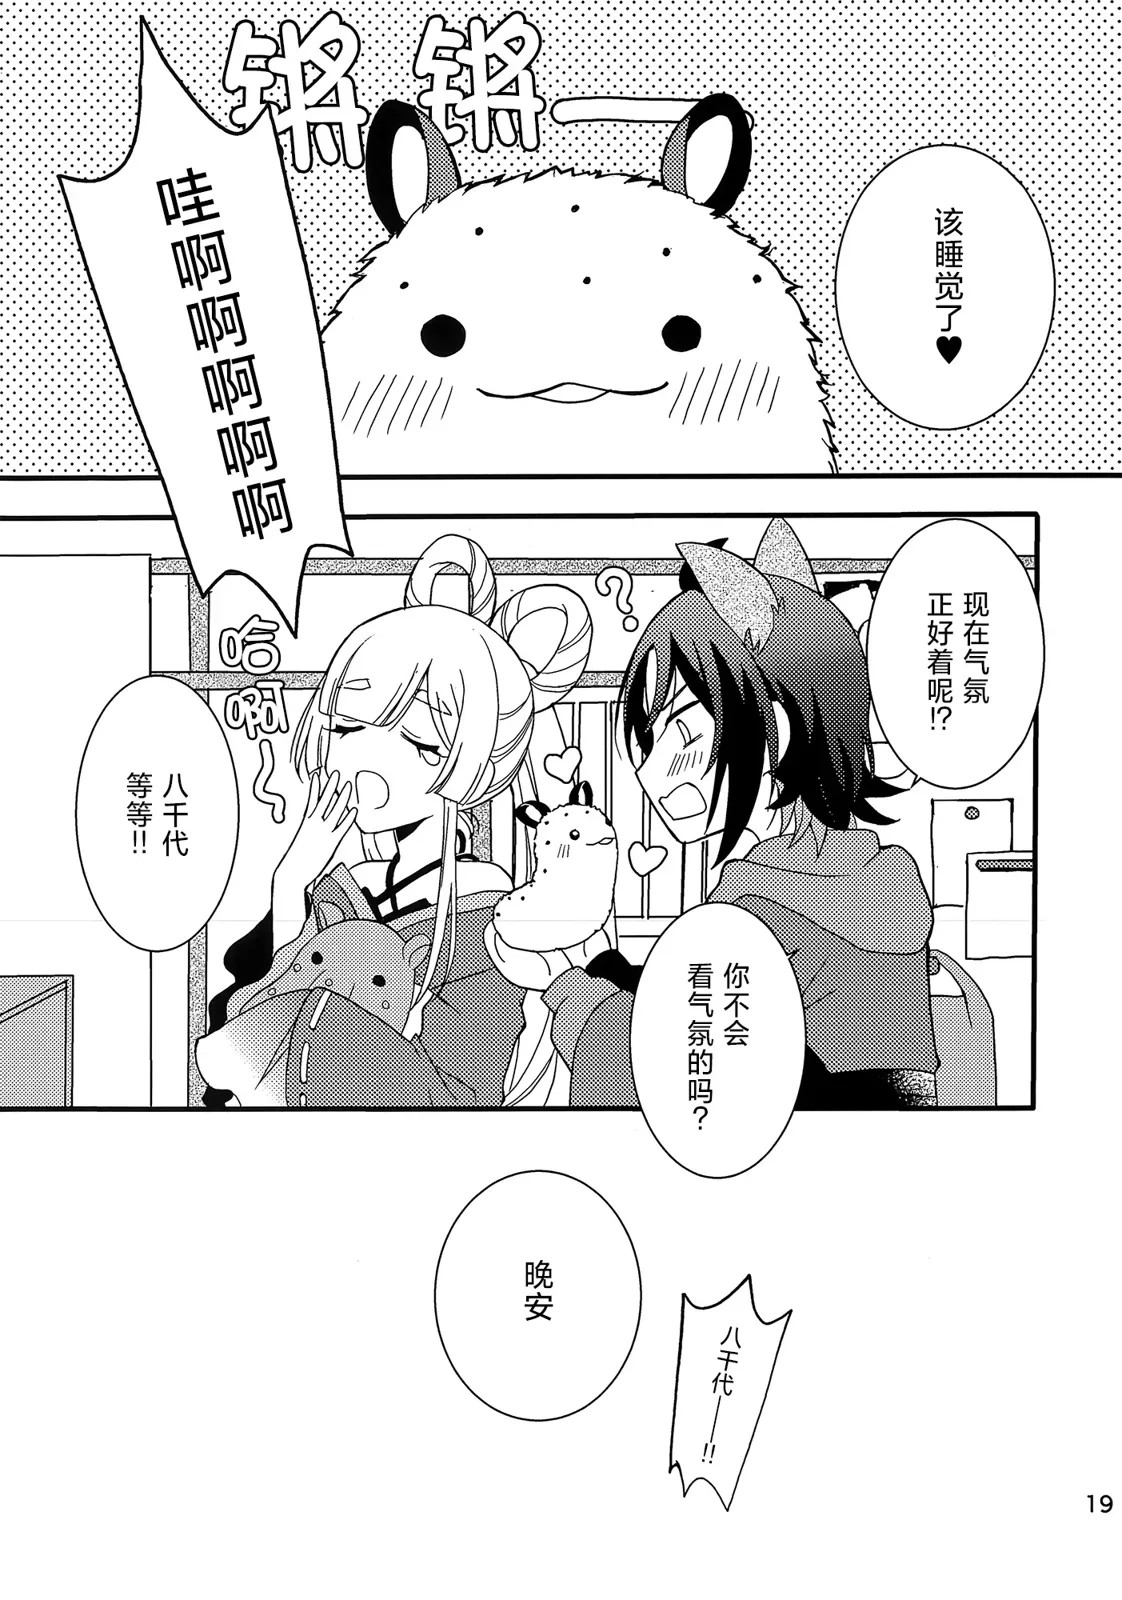 锵锵一
该睡觉了♥
哇啊啊啊啊啊
现在气氛
正好着呢!?
?
哈啊~
八千代
等等!!
你不会
看气氛的吗?
晚安
八千代——!!
19